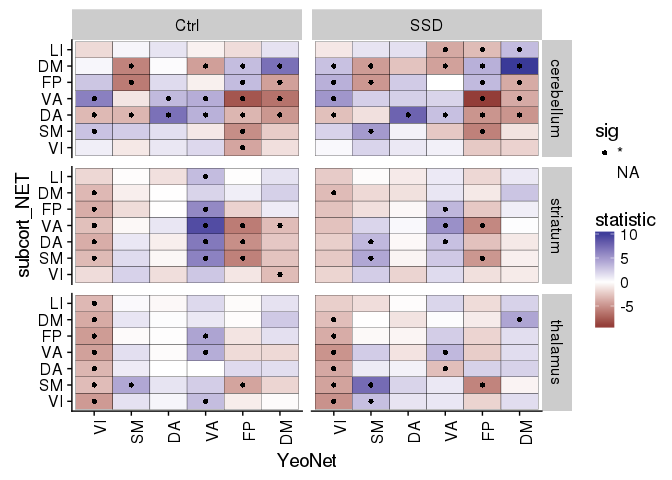 Ctrl SSD
LI
DM
FP
VA
DA
SM
VI
cerebellum
LI
DM
FP
VA
DA
SM
VI
striatum
LI
DM
FP
VA
DA
SM
VI
thalamus
subcort_NET
VI SM DA VA FP DM VI SM DA VA FP DM
YeoNet
sig
*
NA
statistic
10
5
0
-5